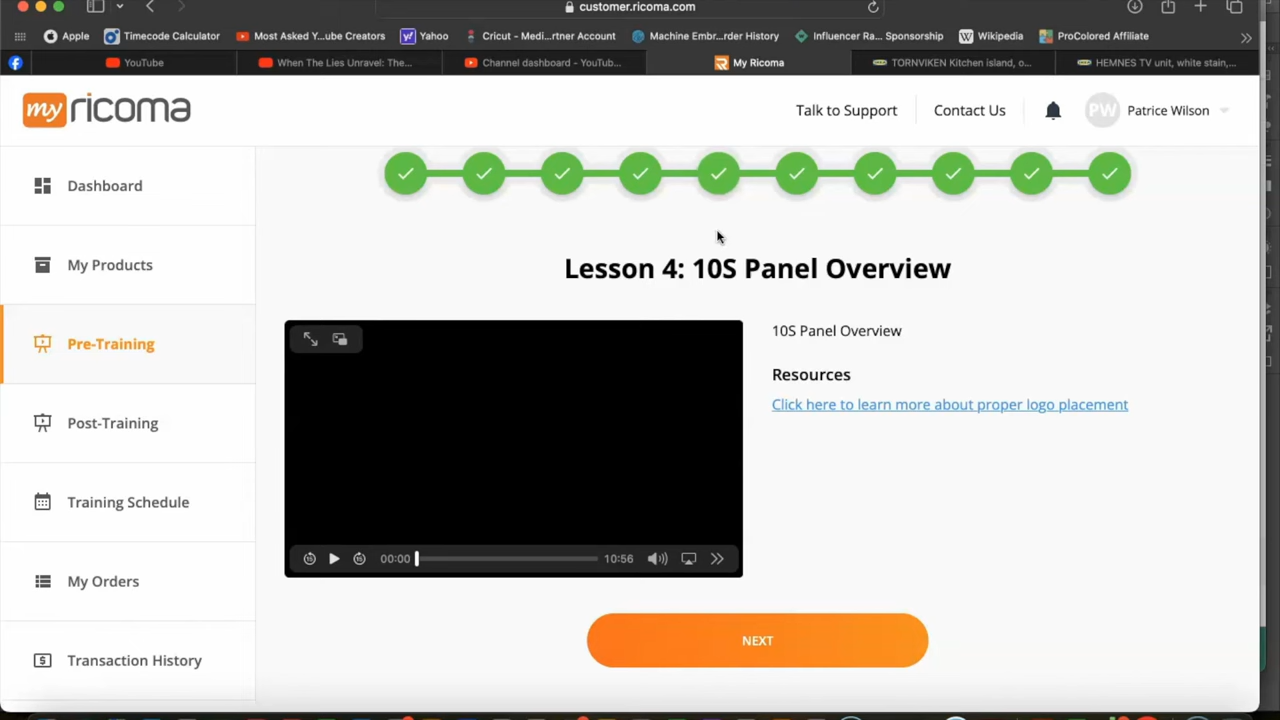 customer.ricoma.com
Apple
Timecode Calculator
Most Asked Y...ube Creators
Yahoo
Cricut - Medi...rtner Account
Machine Emb...rder History
Influencer Ra... Sponsorship
Wikipedia
ProColored Affiliate
YouTube
When The Lies Unravel: The...
Channel dashboard - YouTub...
My Ricoma
TORNVIKEN Kitchen island, o...
HEMNES TV unit, white stain,...
my ricoma
Talk to Support
Contact Us
PW
Patrice Wilson
Dashboard
My Products
Pre-Training
Post-Training
Training Schedule
My Orders
Transaction History
Lesson 4: 10S Panel Overview
00:00
10:56
10S Panel Overview
Resources
Click here to learn more about proper logo placement
NEXT